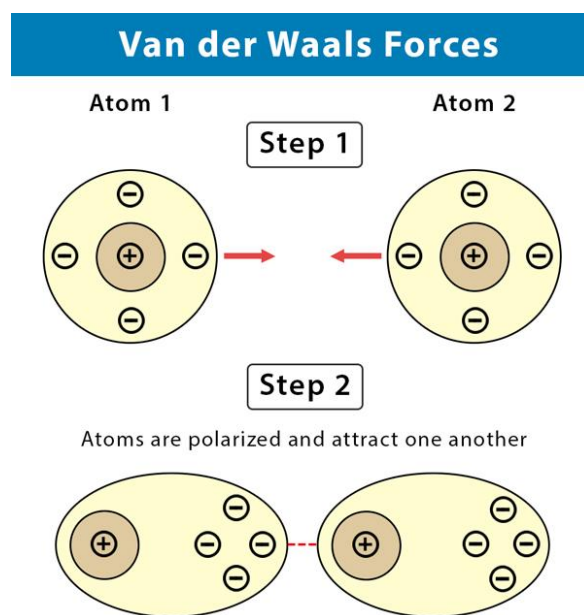 Van der Waals Forces
Atom 1
Atom 2
Step 1
⊖
⊖ ⊕ ⊖
⊖
⊖
⊖ ⊕ ⊖
⊖
Step 2
Atoms are polarized and attract one another
⊕
⊖
⊖ ⊖
⊖
⊕
⊖
⊖ ⊖
⊖